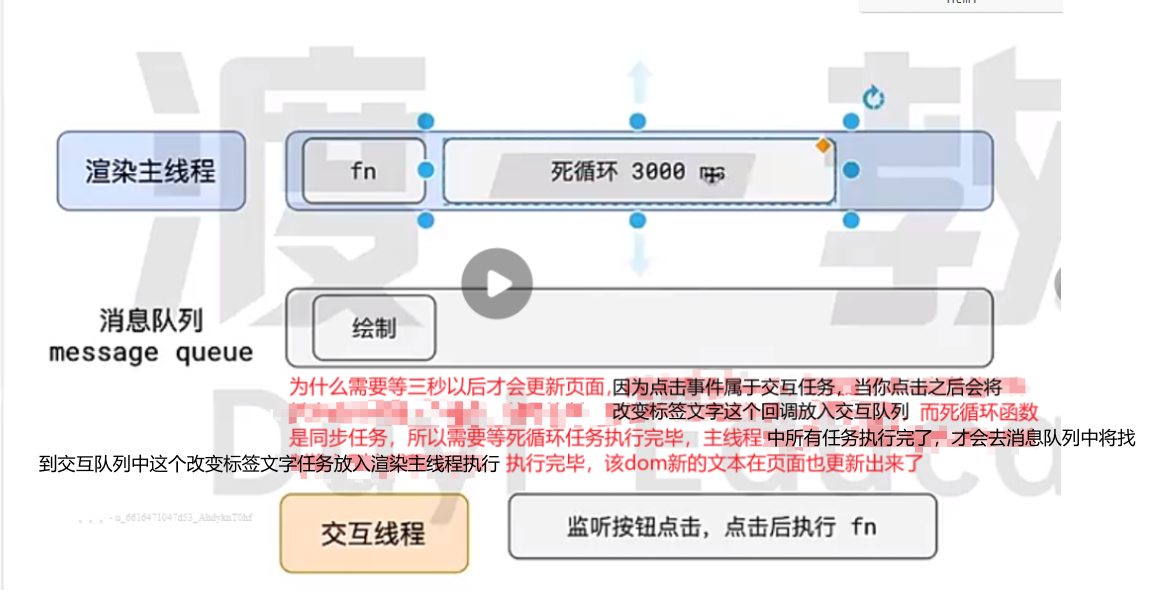 渲染主线程
fn
死循环 3000 ms
消息队列
message queue
绘制
为什么需要等三秒以后才会更新页面,因为点击事件属于交互任务，当你点击之后会将
改变标签文字这个回调放入交互队列 而死循环函数
是同步任务，所以需要等死循环任务执行完毕，主线程中所有任务执行完了，才会去消息队列中将找
到交互队列中这个改变标签文字任务放入渲染主线程执行 执行完毕，该dom新的文本在页面也更新出来了
交互线程
监听按钮点击，点击后执行 fn